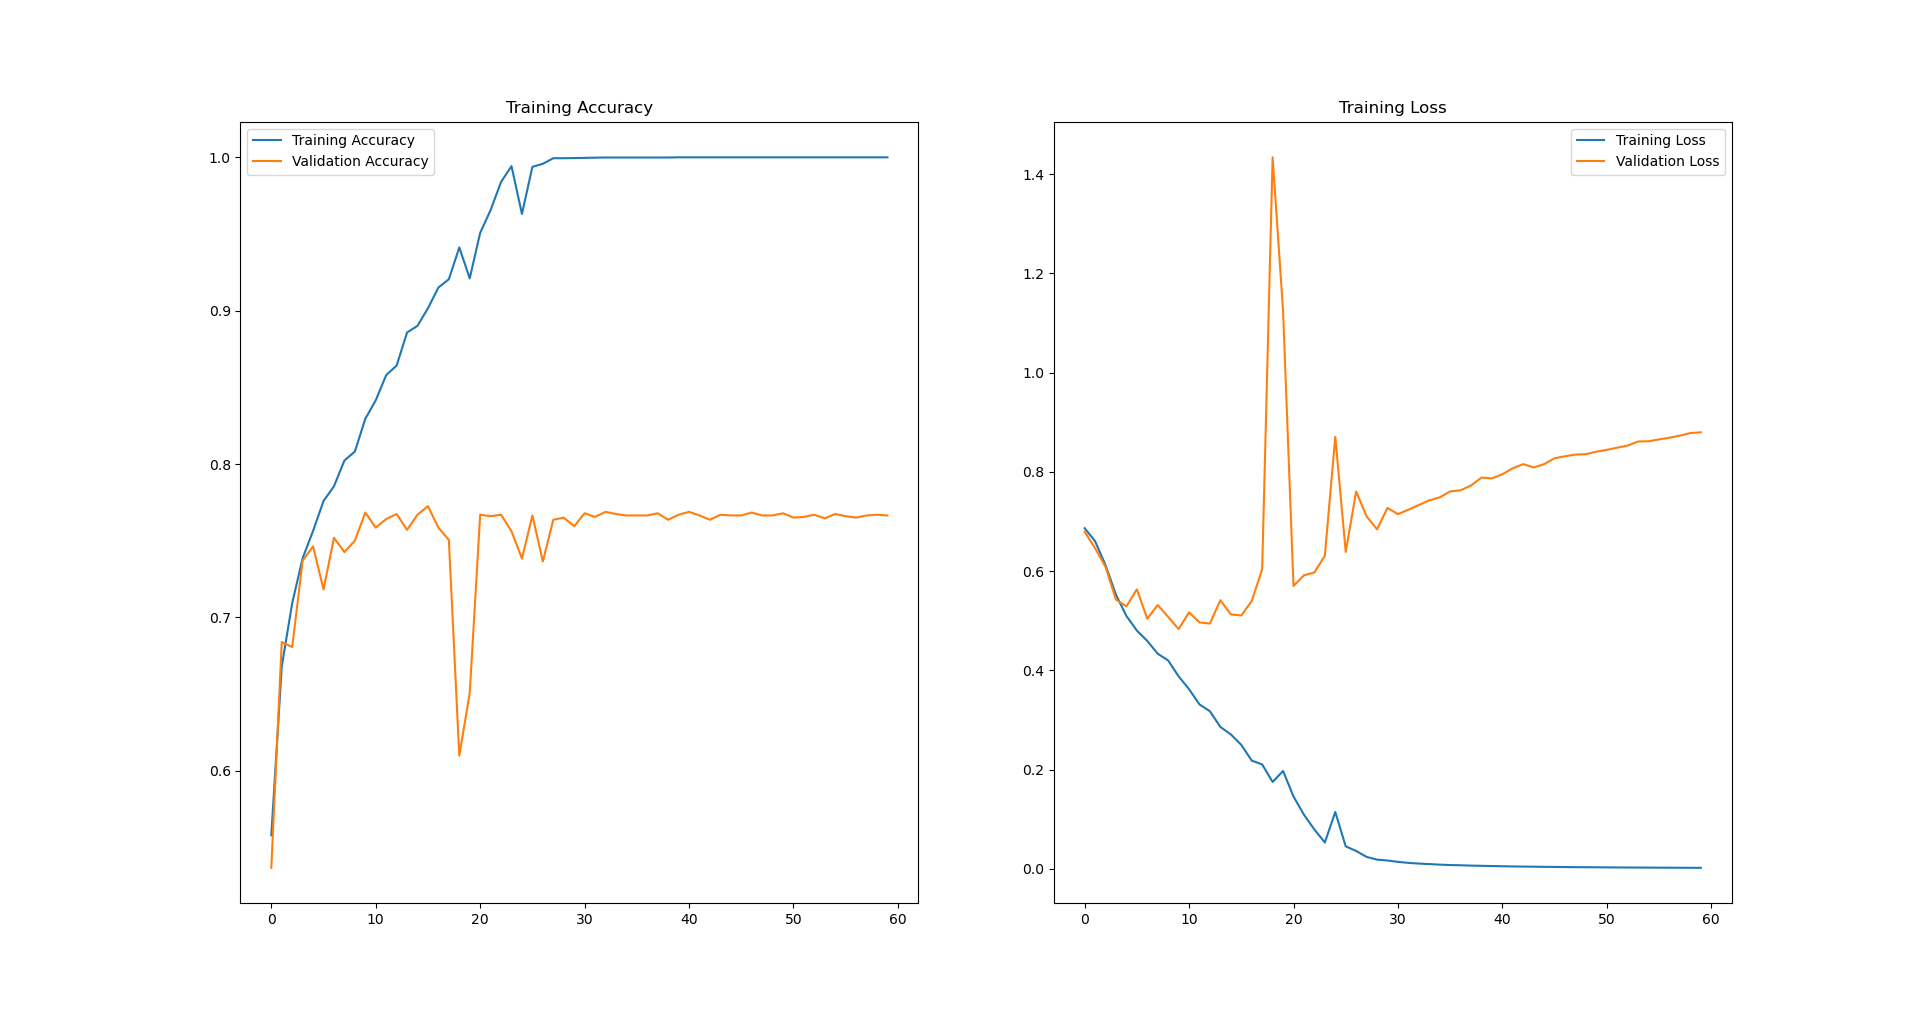 Training Accuracy
Training Accuracy
Validation Accuracy
1.0
0.9
0.8
0.7
0.6
0 10 20 30 40 50 60
Training Loss
Training Loss
Validation Loss
1.4
1.2
1.0
0.8
0.6
0.4
0.2
0.0
0 10 20 30 40 50 60